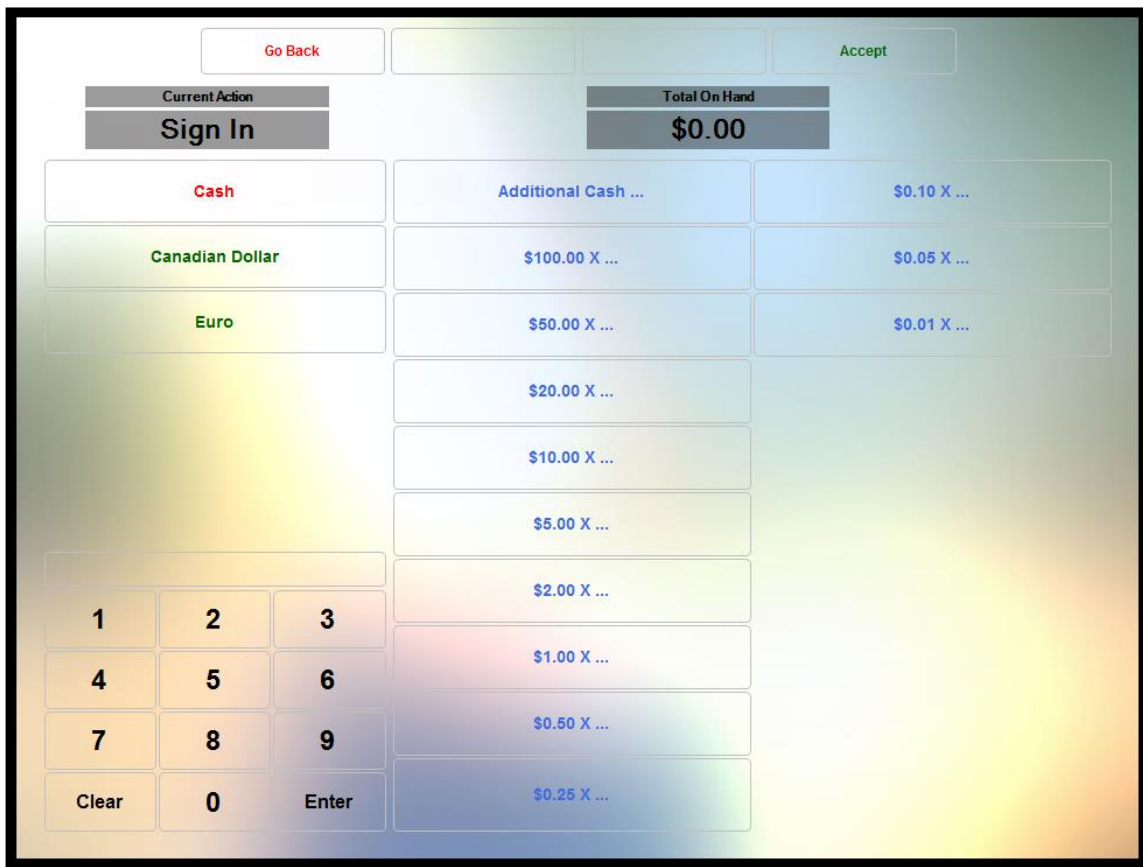 Go Back
Accept
Current Action
Total On Hand
Sign In
$0.00
Cash
Additional Cash ...
$0.10 X ...
Canadian Dollar
$100.00 X ...
$0.05 X ...
Euro
$50.00 X ...
$0.01 X ...
$20.00 X ...
$10.00 X ...
$5.00 X ...
$2.00 X ...
1 2 3
$1.00 X ...
4 5 6
$0.50 X ...
7 8 9
$0.25 X ...
Clear 0 Enter